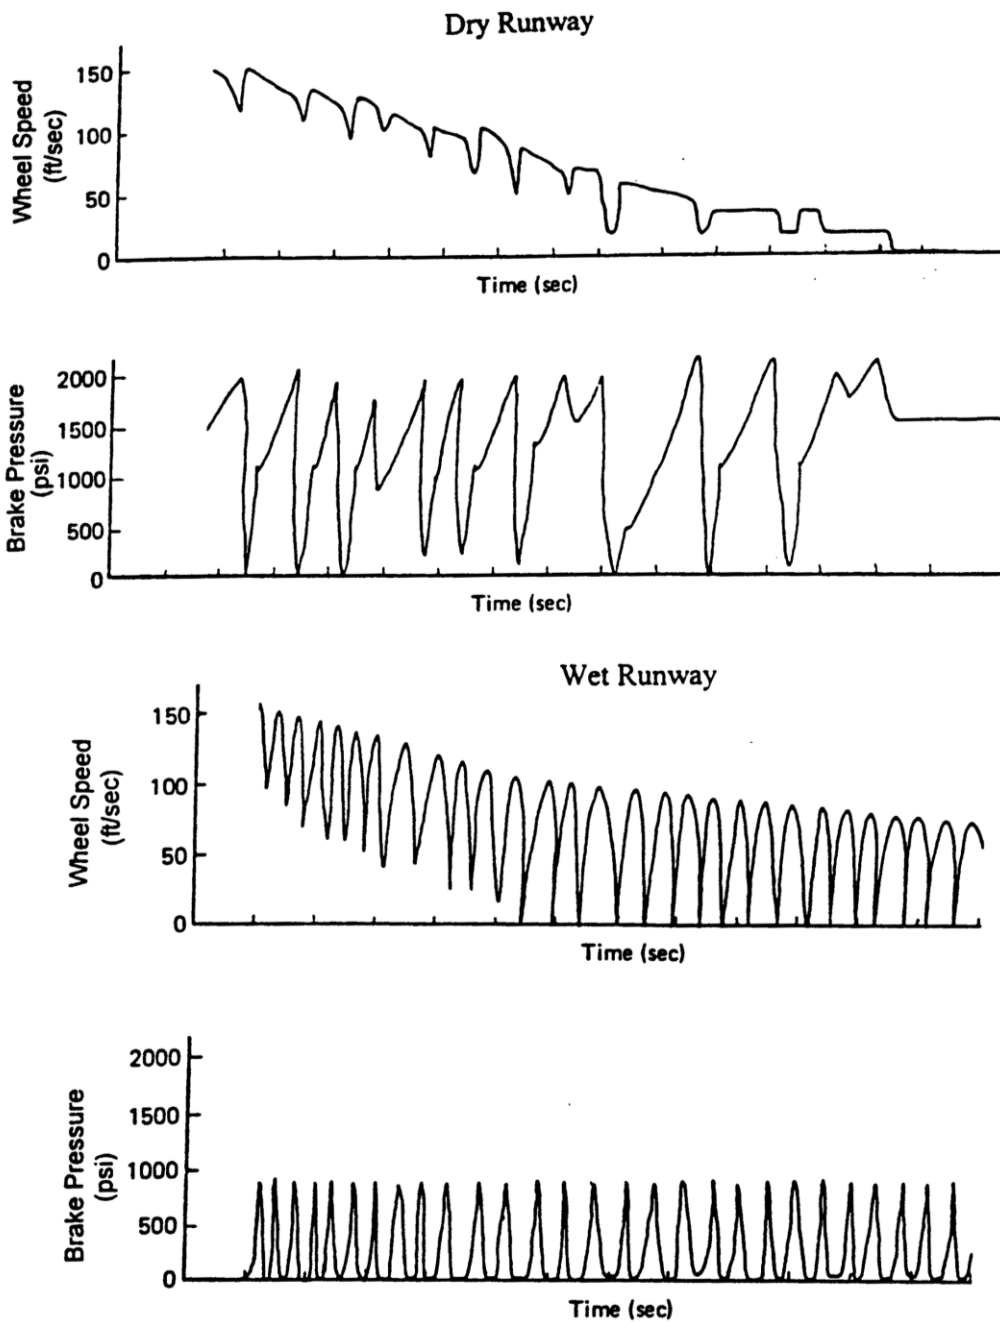 Dry Runway
Wheel Speed
(ft/sec)
150
100
50
0
Time (sec)
Brake Pressure
(psi)
2000
1500
1000
500
0
Time (sec)
Wet Runway
Wheel Speed
(ft/sec)
150
100
50
0
Time (sec)
Brake Pressure
(psi)
2000
1500
1000
500
0
Time (sec)